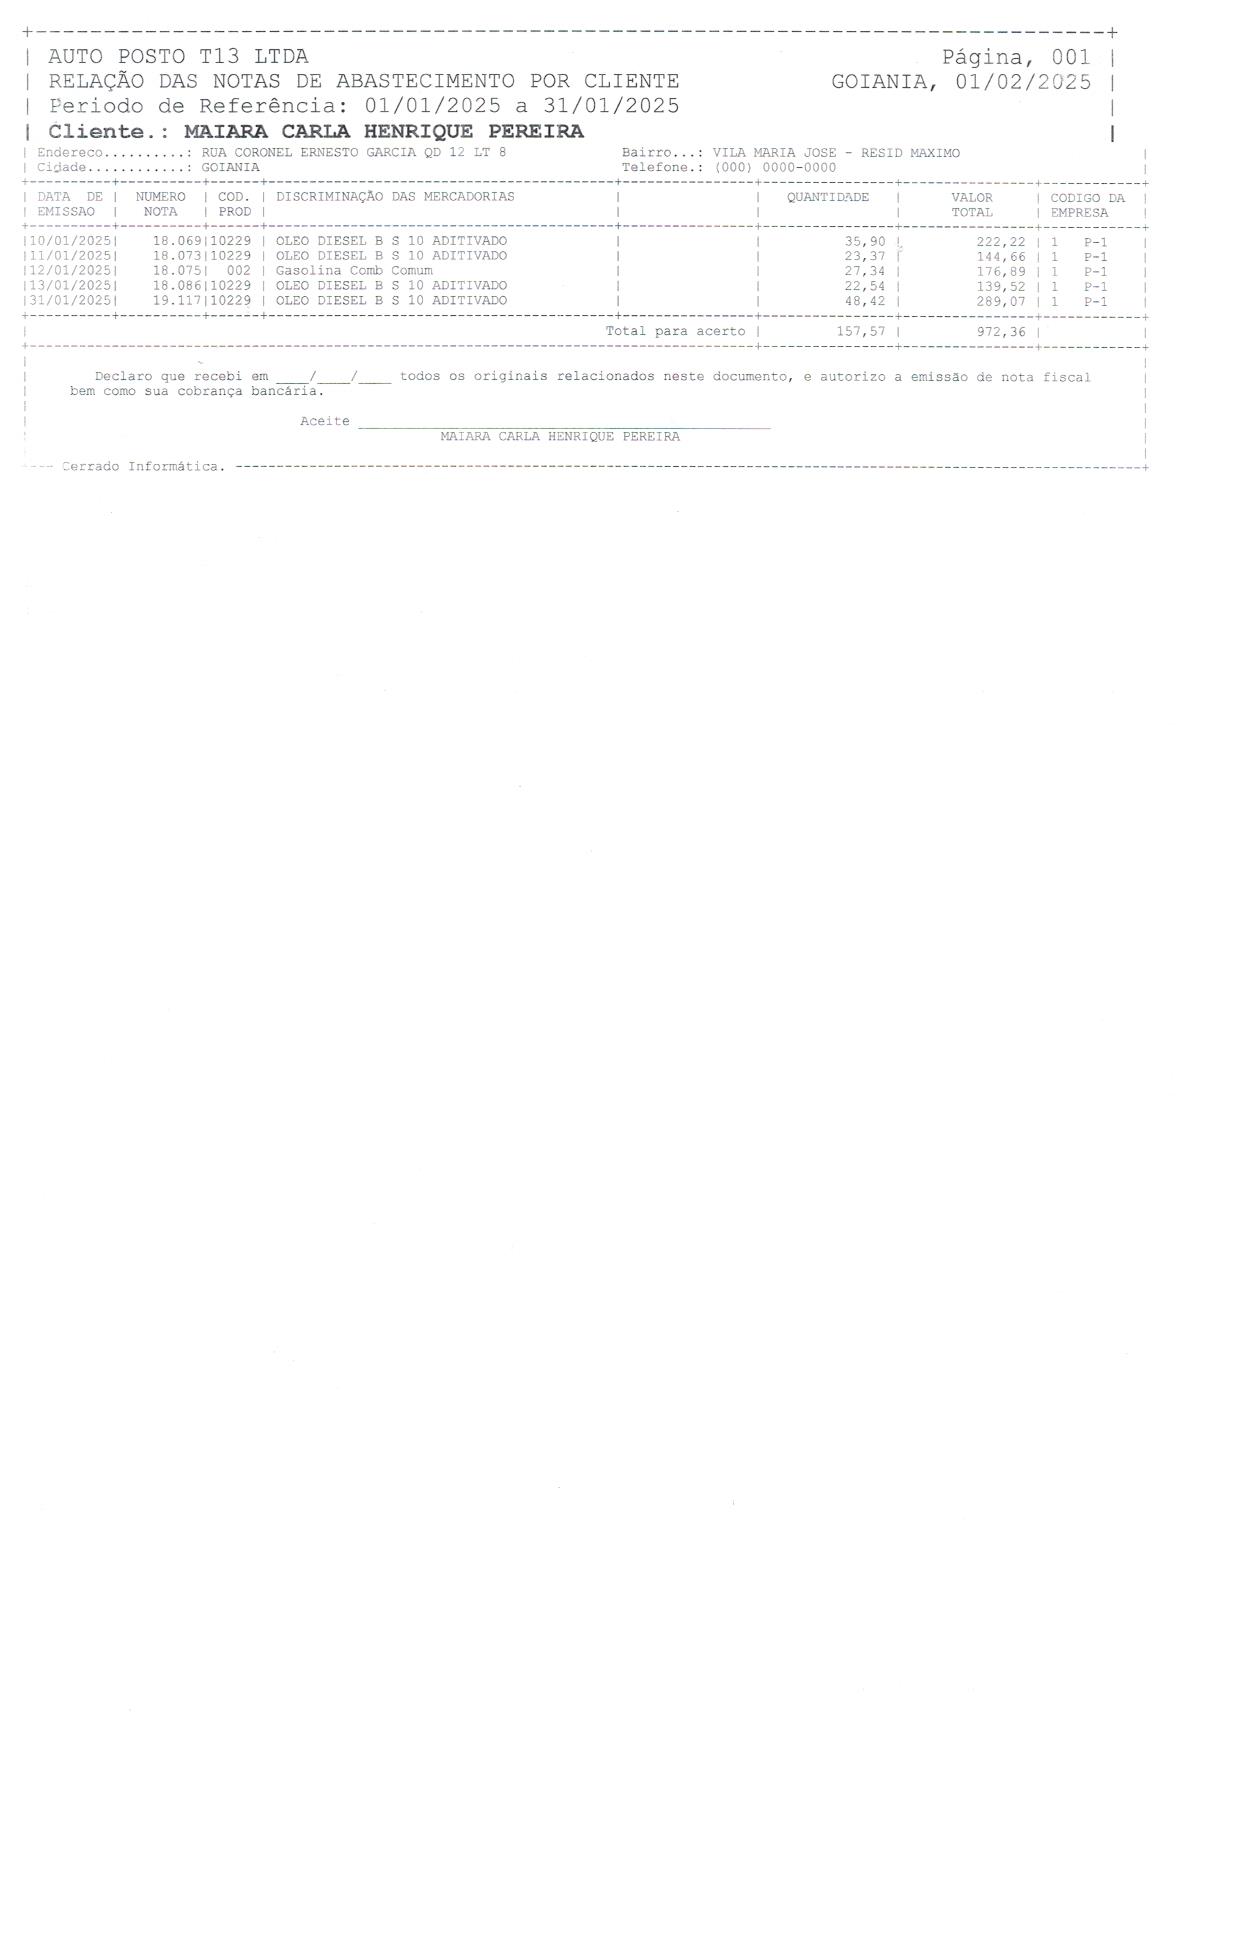 AUTO POSTO T13 LTDA Página, 001
RELAÇÃO DAS NOTAS DE ABASTECIMENTO POR CLIENTE GOIANIA, 01/02/2025
Periodo de Referência: 01/01/2025 a 31/01/2025
Cliente.: MAIARA CARLA HENRIQUE PEREIRA
Endereco..........: RUA CORONEL ERNESTO GARCIA QD 12 LT 8 Bairro...: VILA MARIA JOSE - RESID MAXIMO
Cidade............: GOIANIA Telefone.: (000) 0000-0000
DATA DE | NUMERO | COD. | DISCRIMINAÇÃO DAS MERCADORIAS | | QUANTIDADE | VALOR | CODIGO DA
EMISSAO | NOTA | PROD | | | | TOTAL | EMPRESA
|10/01/2025| 18.069|10229 | OLEO DIESEL B S 10 ADITIVADO | | 35,90 | 222,22 | 1 P-1 |
|11/01/2025| 18.073|10229 | OLEO DIESEL B S 10 ADITIVADO | | 23,37 | 144,66 | 1 P-1 |
|12/01/2025| 18.075| 002 | Gasolina Comb Comum | | 27,34 | 176,89 | 1 P-1 |
|13/01/2025| 18.086|10229 | OLEO DIESEL B S 10 ADITIVADO | | 22,54 | 139,52 | 1 P-1 |
|31/01/2025| 19.117|10229 | OLEO DIESEL B S 10 ADITIVADO | | 48,42 | 289,07 | 1 P-1 |
Total para acerto | 157,57 | 972,36 |
Declaro que recebi em ____/____/____ todos os originais relacionados neste documento, e autorizo a emissão de nota fiscal
bem como sua cobrança bancária.
Aceite ____________________
MAIARA CARLA HENRIQUE PEREIRA
---- Cerrado Informática. ----